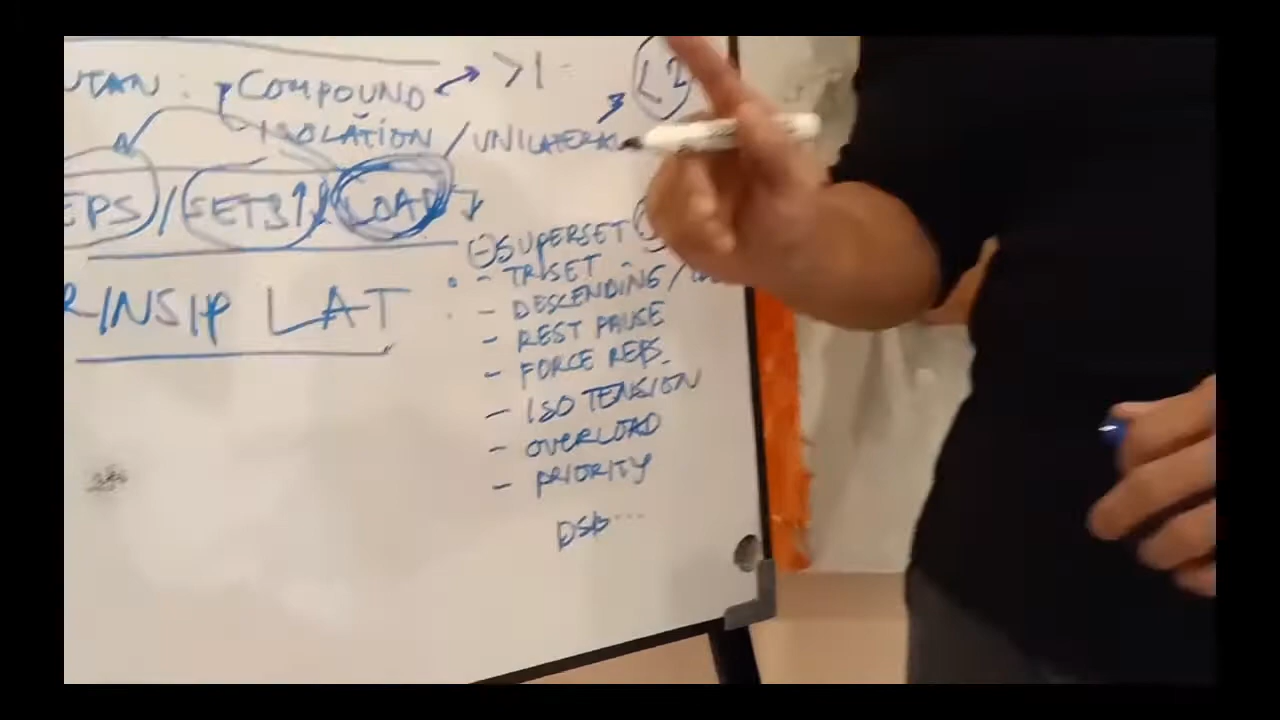 UTAN : COMPOUND → >1
ISOLATION / UNILATERAL
EPS / SETS↑ / LOAD
RINSIP LAT
- SUPERSET
- TRISET
- DESCENDING /
- REST PAUSE
- FORCE REPS
- ISO TENSION
- OVERLOAD
- PRIORITY
DSB...